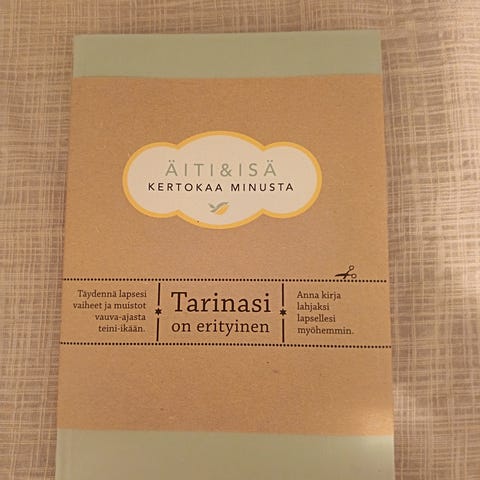 ÄITI&ISÄ
KERTOKAA MINUSTA
Täydennä lapsesi
vaiheet ja muistot
vauva-ajasta
teini-ikään.
Tarinasi
on erityinen
Anna kirja
lahjaksi
lapsellesi
myöhemmin.